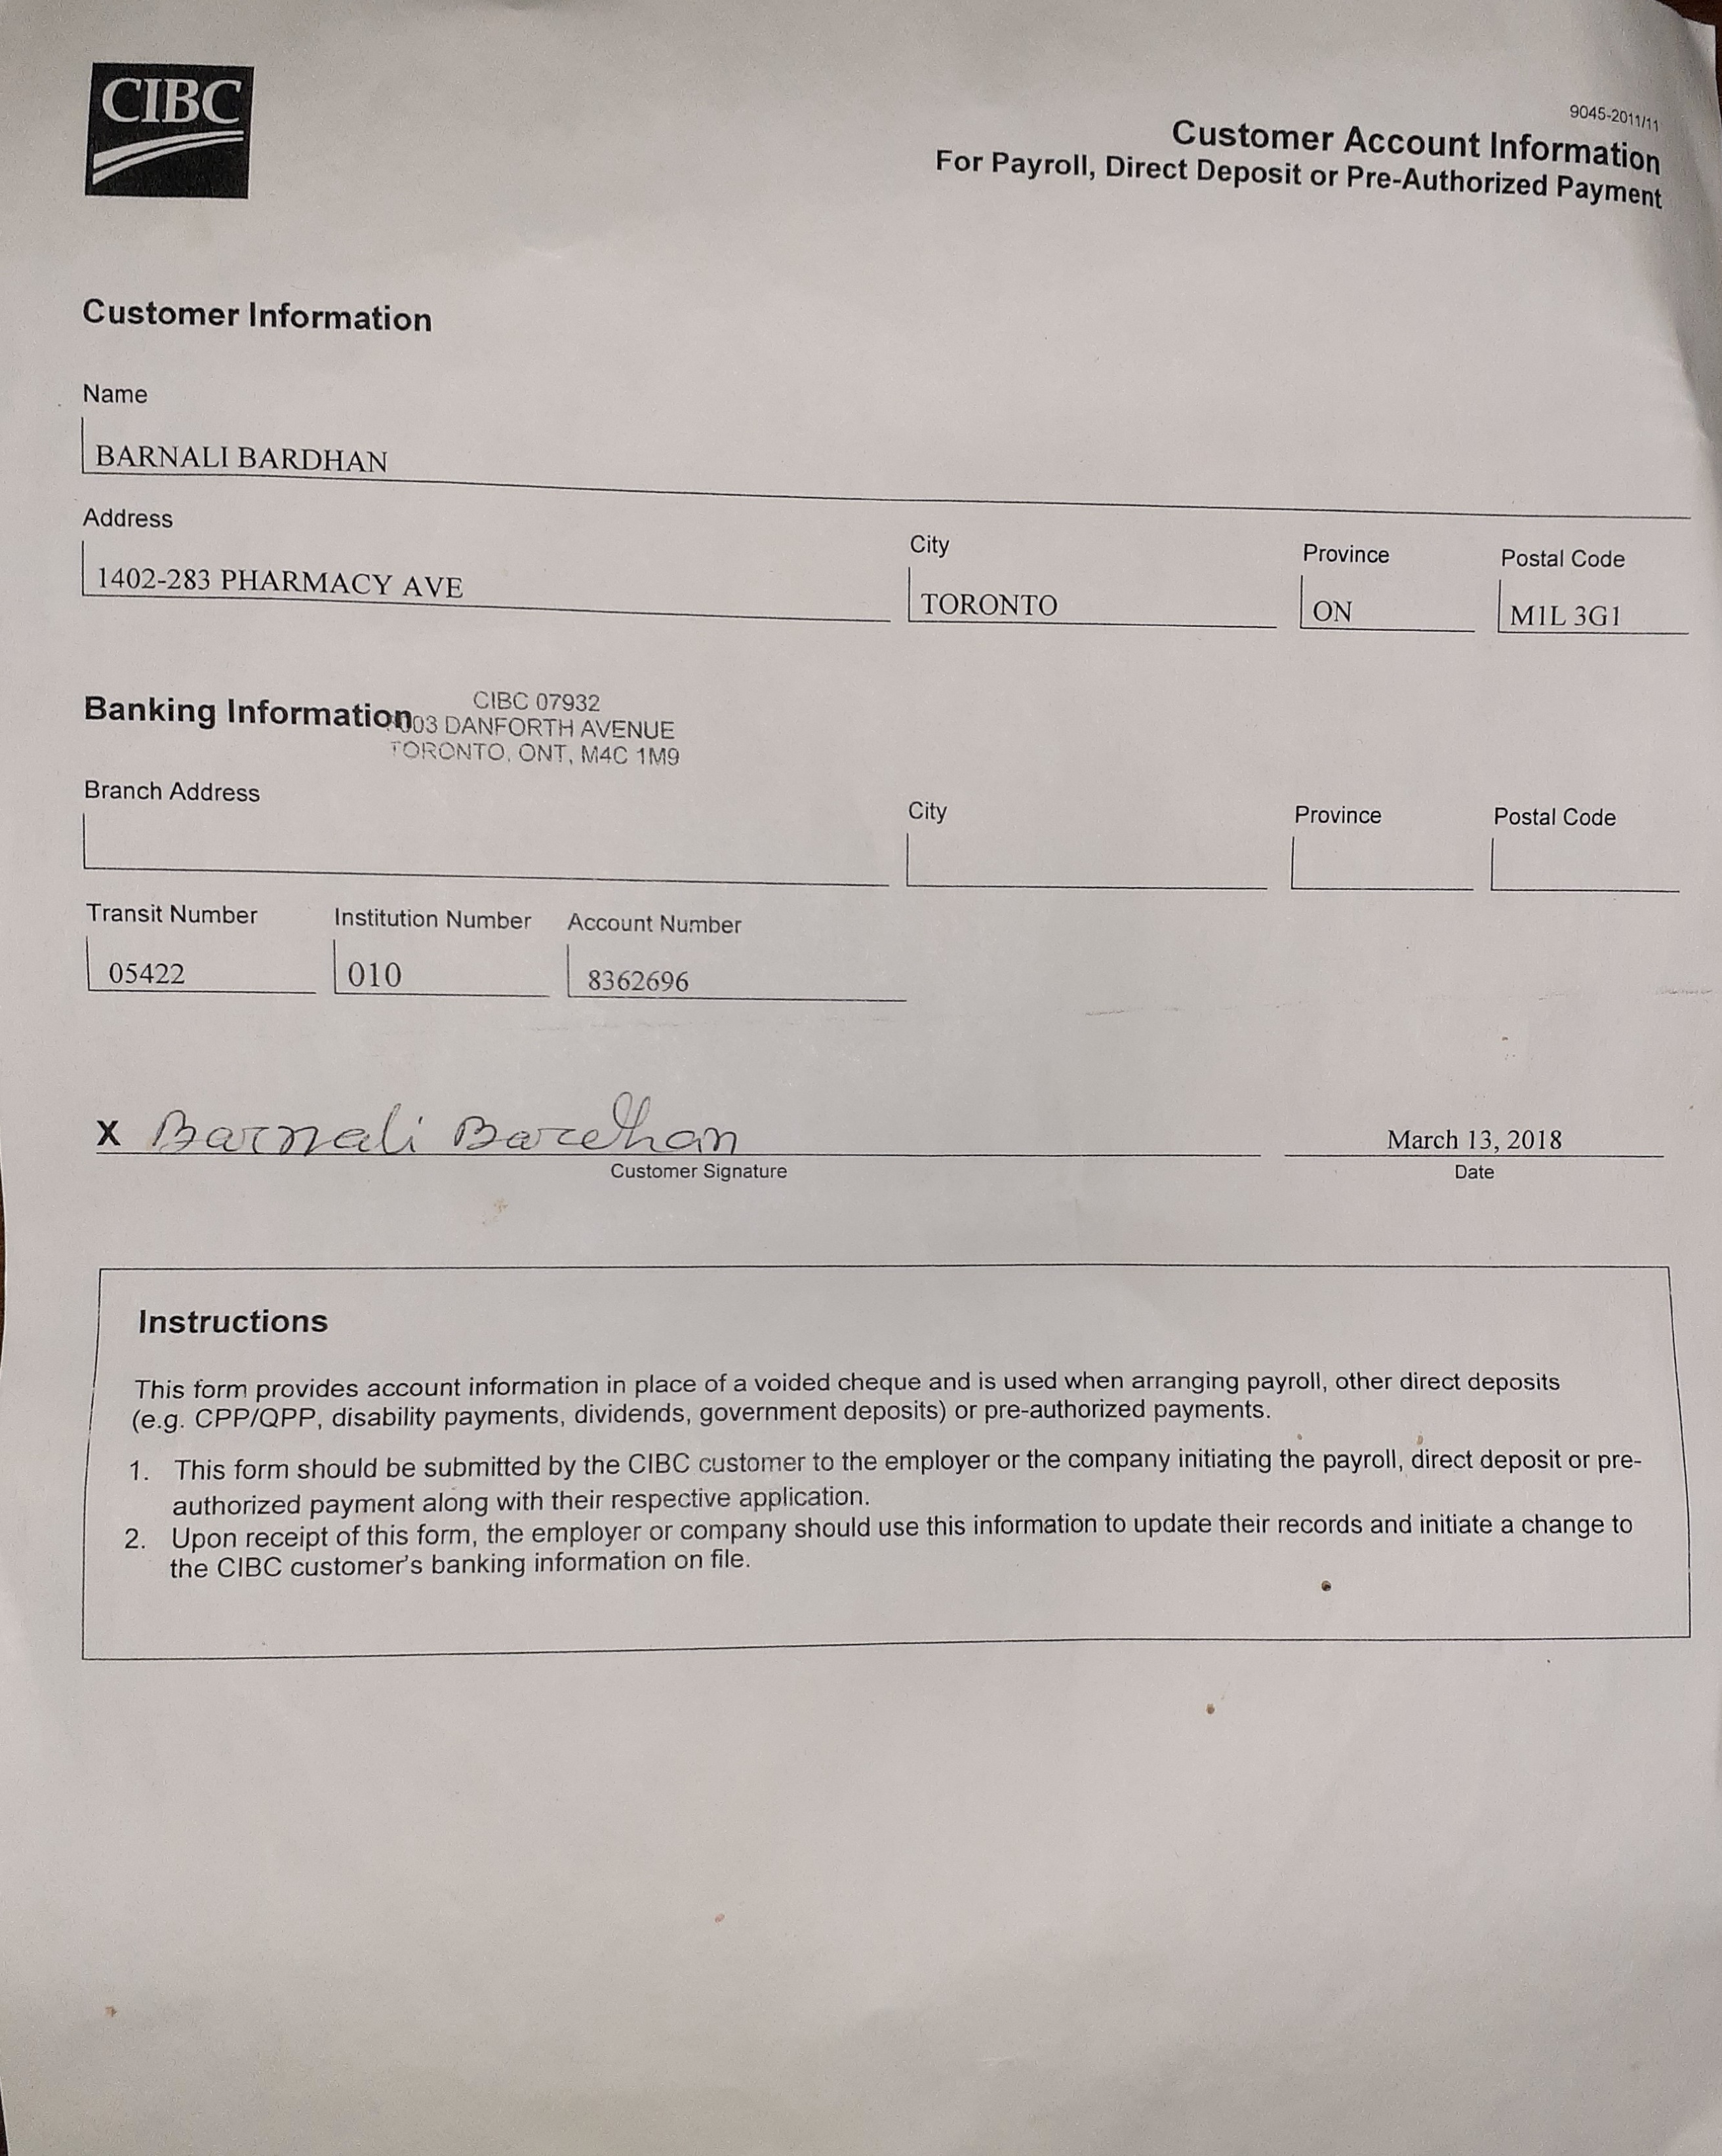 CIBC
9045-2011/11
Customer Account Information
For Payroll, Direct Deposit or Pre-Authorized Payment
Customer Information
Name
BARNALI BARDHAN
Address City Province Postal Code
1402-283 PHARMACY AVE TORONTO ON M1L 3G1
CIBC 07932
Banking Information
DANFORTH AVENUE
TORONTO, ONT, M4C 1M9
Branch Address City Province Postal Code
Transit Number Institution Number Account Number
05422 010 8362696
X Barnali Bardhan March 13, 2018
Customer Signature Date
Instructions
This form provides account information in place of a voided cheque and is used when arranging payroll, other direct deposits
(e.g. CPP/QPP, disability payments, dividends, government deposits) or pre-authorized payments.
1. This form should be submitted by the CIBC customer to the employer or the company initiating the payroll, direct deposit or pre-
authorized payment along with their respective application.
2. Upon receipt of this form, the employer or company should use this information to update their records and initiate a change to
the CIBC customer's banking information on file.